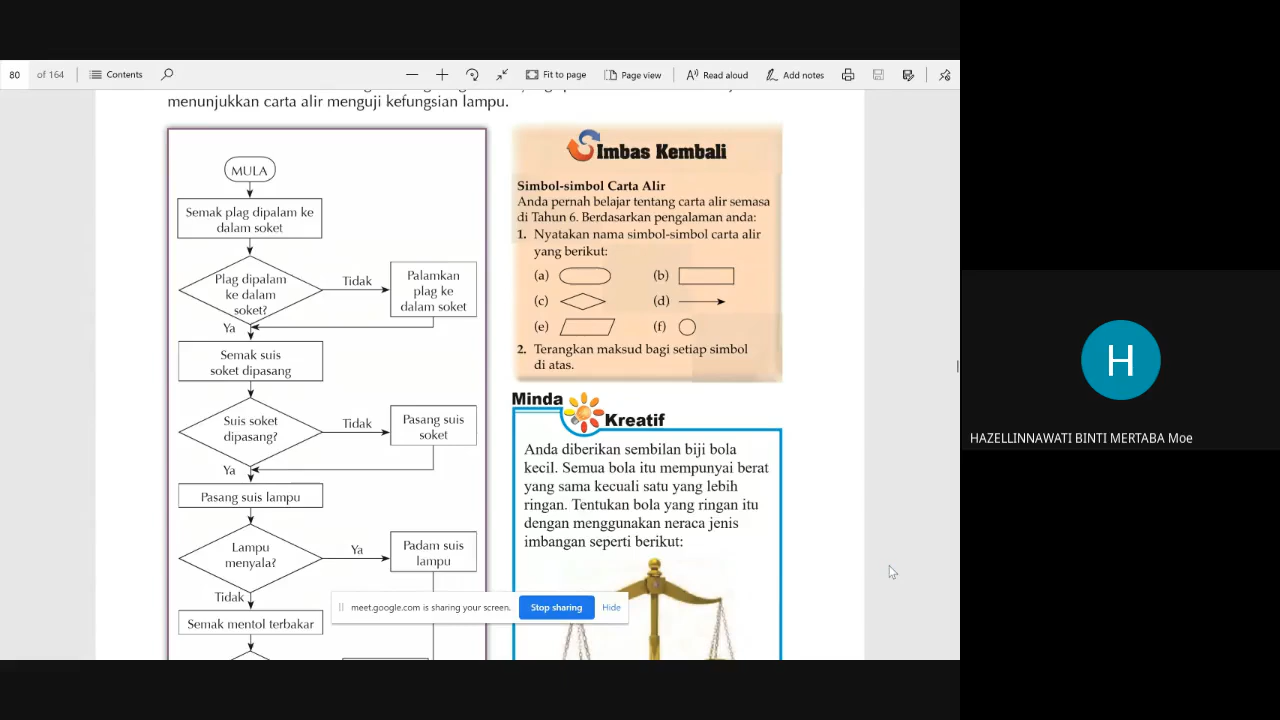 80 of 164 Contents Fit to page Page view Read aloud Add notes
menunjukkan carta alir menguji kefungsian lampu.
MULA
Semak plag dipalam ke
dalam soket
Plag dipalam
ke dalam
soket?
Tidak
Palamkan
plag ke
dalam soket
Ya
Semak suis
soket dipasang
Suis soket
dipasang?
Tidak
Pasang suis
soket
Ya
Pasang suis lampu
Lampu
menyala?
Ya
Padam suis
lampu
Tidak
Semak mentol terbakar
Imbas Kembali
Simbol-simbol Carta Alir
Anda pernah belajar tentang carta alir semasa
di Tahun 6. Berdasarkan pengalaman anda:
1. Nyatakan nama simbol-simbol carta alir
yang berikut:
(a) (b)
(c) (d)
(e) (f)
2. Terangkan maksud bagi setiap simbol
di atas.
Minda
Kreatif
Anda diberikan sembilan biji bola
kecil. Semua bola itu mempunyai berat
yang sama kecuali satu yang lebih
ringan. Tentukan bola yang ringan itu
dengan menggunakan neraca jenis
imbangan seperti berikut:
meet.google.com is sharing your screen. Stop sharing Hide
H
HAZELLINNAWATI BINTI MERTABA Moe